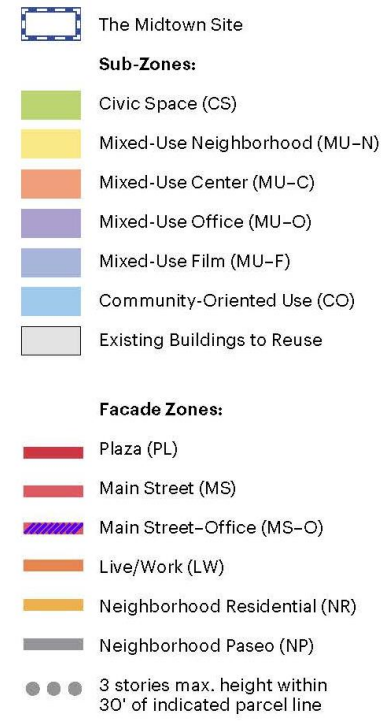 The Midtown Site
Sub-Zones:
Civic Space (CS)
Mixed-Use Neighborhood (MU–N)
Mixed-Use Center (MU–C)
Mixed-Use Office (MU–O)
Mixed-Use Film (MU–F)
Community-Oriented Use (CO)
Existing Buildings to Reuse
Facade Zones:
Plaza (PL)
Main Street (MS)
Main Street–Office (MS–O)
Live/Work (LW)
Neighborhood Residential (NR)
Neighborhood Paseo (NP)
3 stories max. height within
30' of indicated parcel line